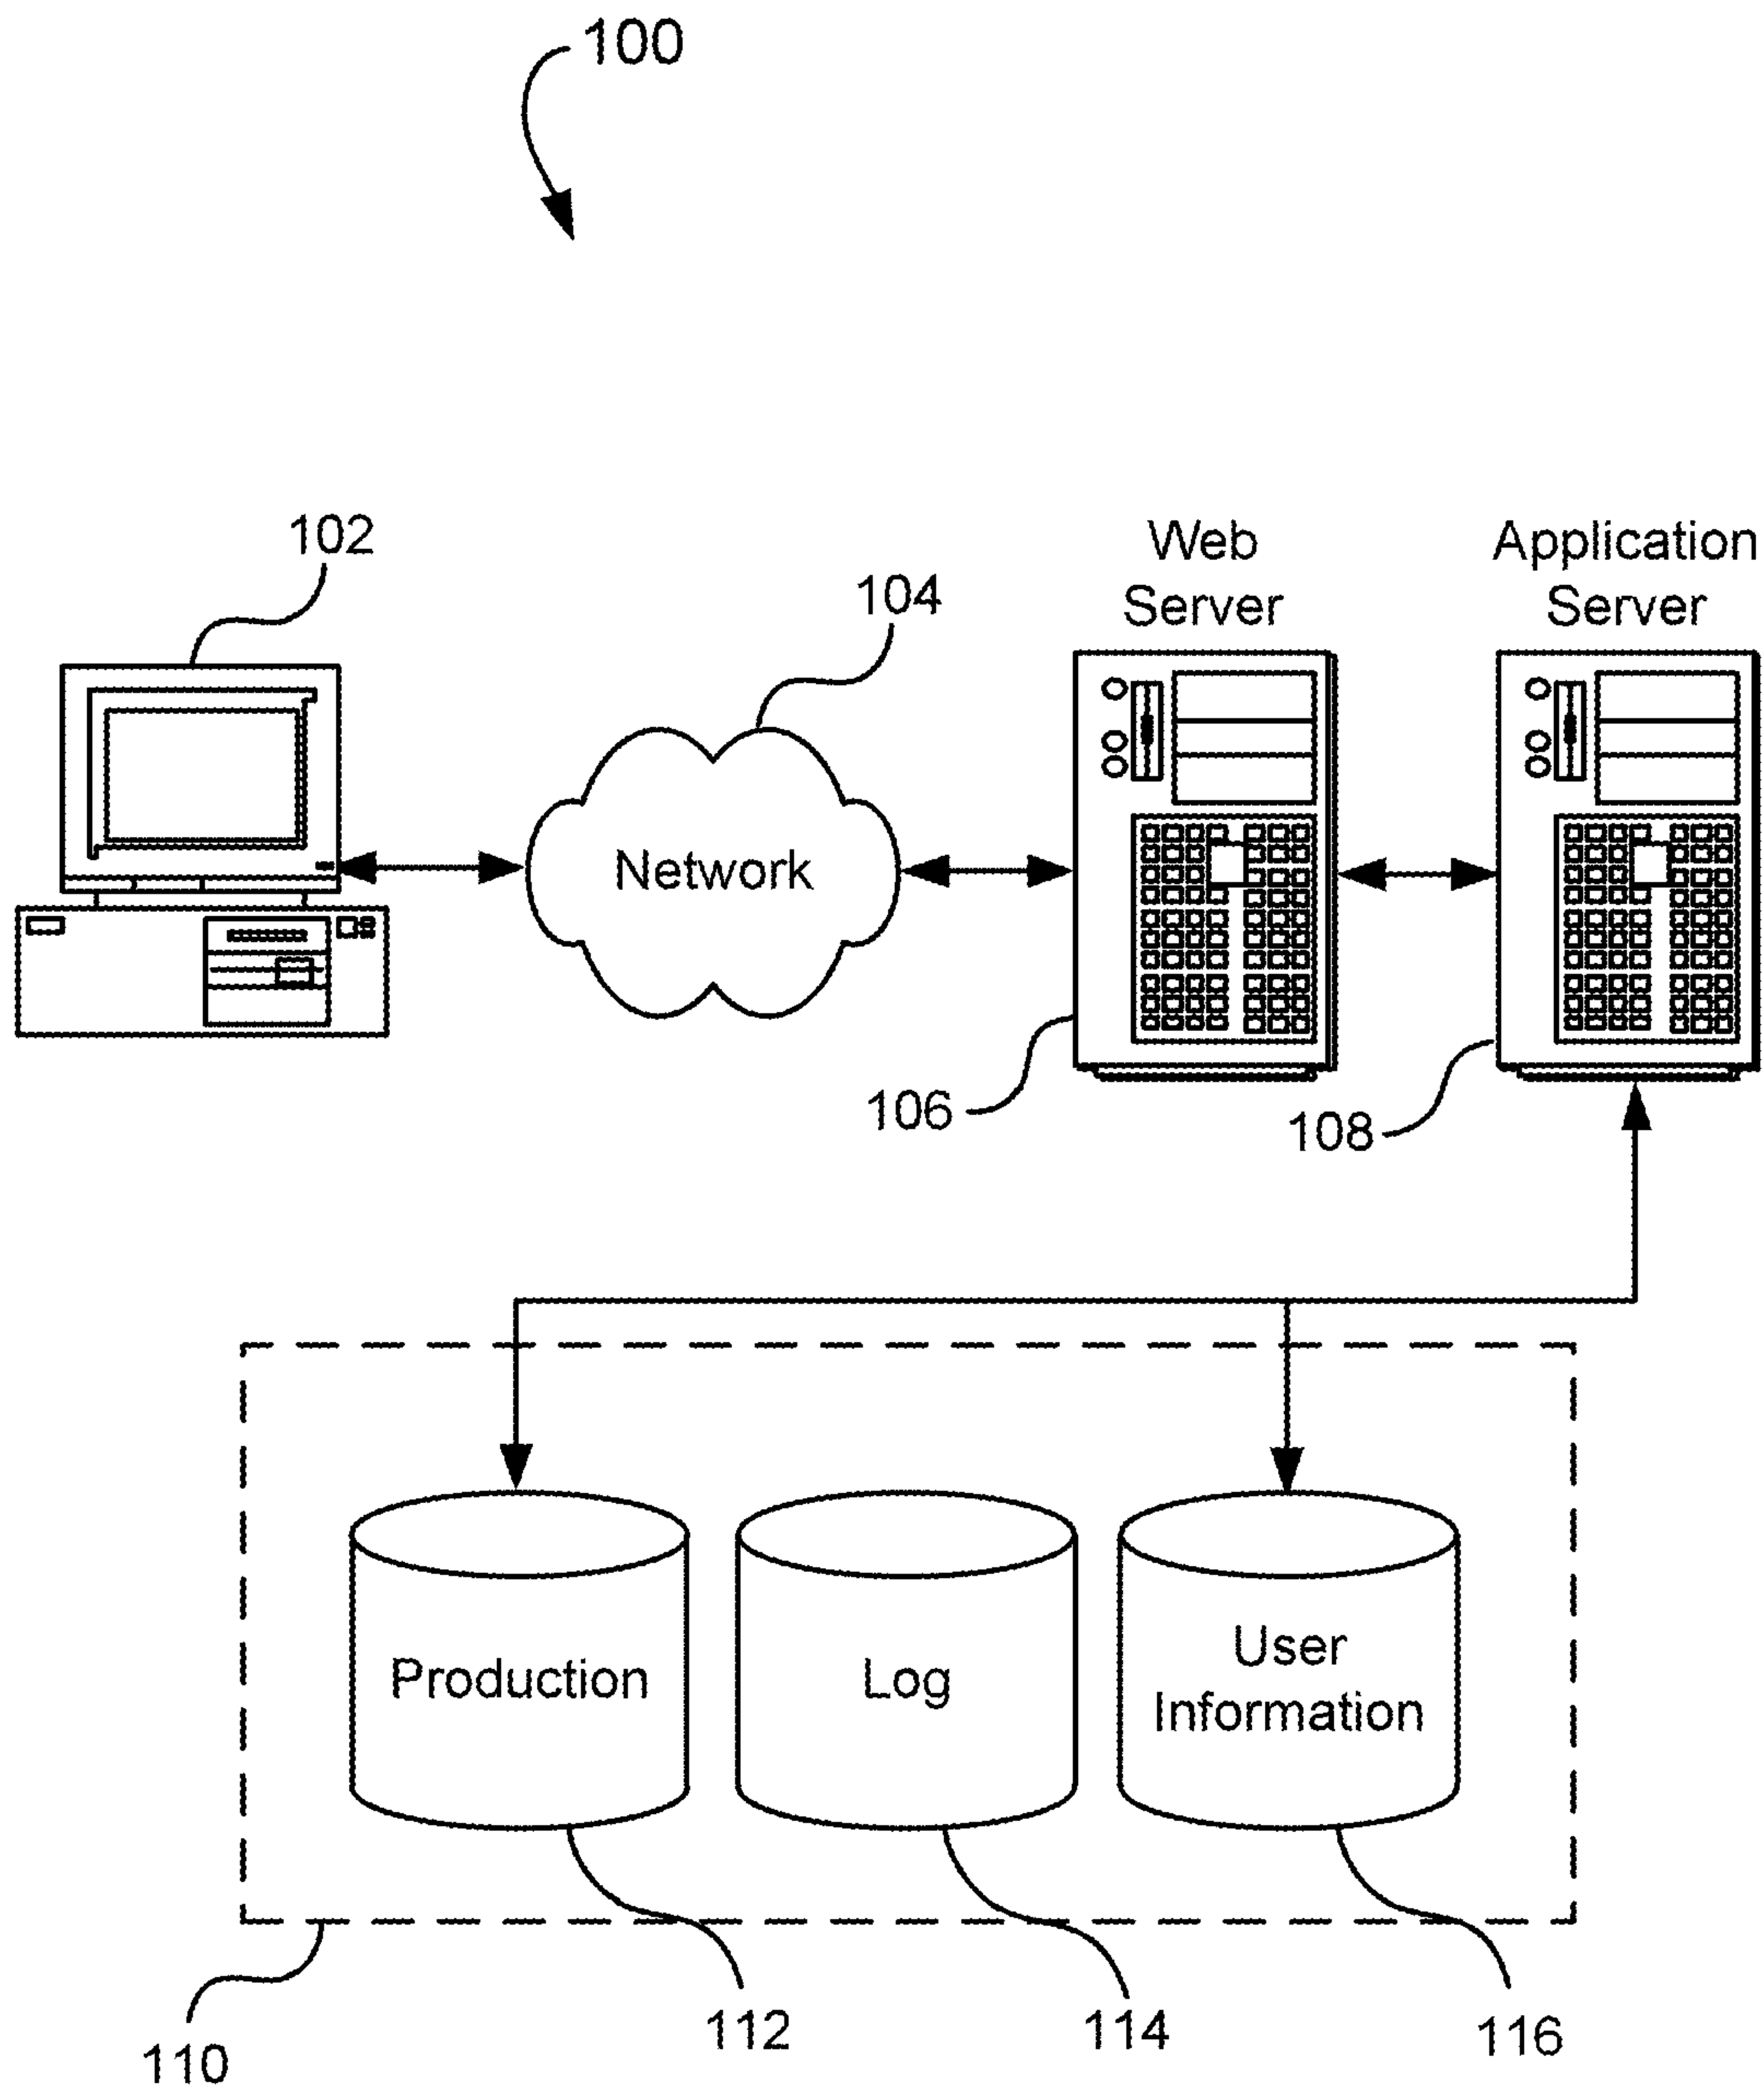 100
102
104
Web
Server
Application
Server
Network
106
108
Production
Log
User
Information
110
112
114
116